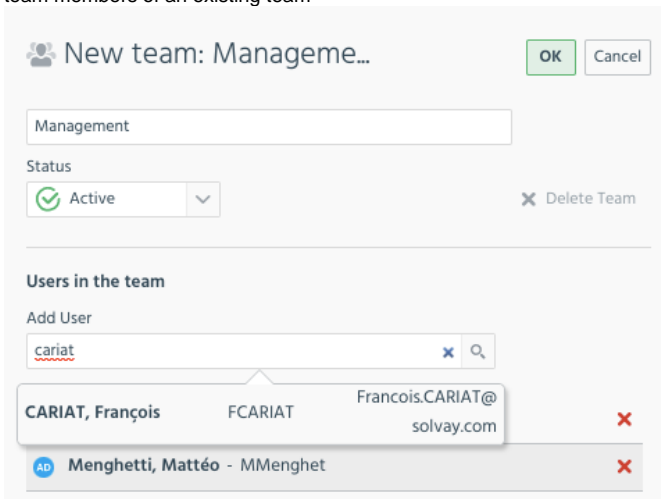 team members of an existing team
New team: Manageme...
OK
Cancel
Management
Status
Active
Delete Team
Users in the team
Add User
cariat
CARIAT, François FCARIAT Francois.CARIAT@
solvay.com
AD Menghetti, Mattéo - MMenghet